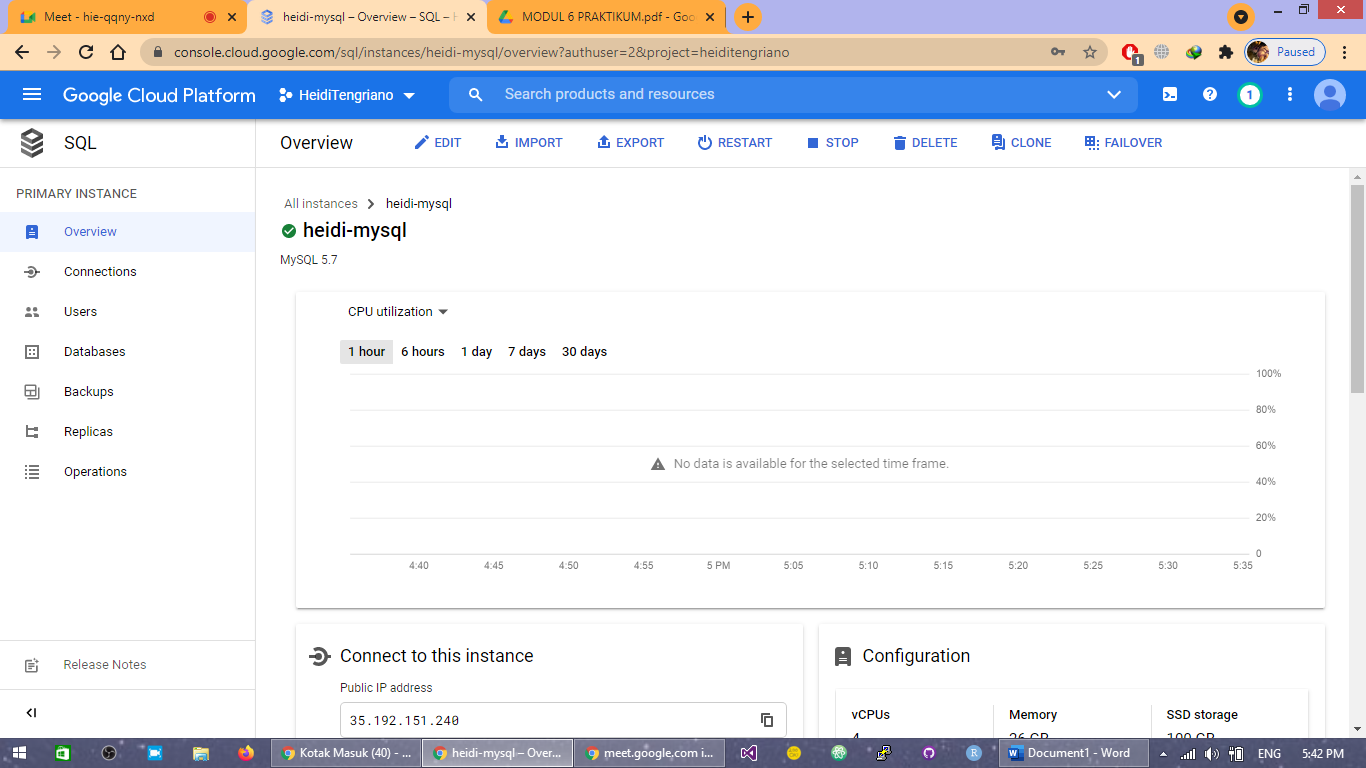 Meet - hie-qqny-nxd
heidi-mysql – Overview – SQL – H
MODUL 6 PRAKTIKUM.pdf - Goo
console.cloud.google.com/sql/instances/heidi-mysql/overview?authuser=2&project=heiditengriano
1
Paused
Google Cloud Platform
HeidiTengriano
Search products and resources
1
SQL
Overview
EDIT
IMPORT
EXPORT
RESTART
STOP
DELETE
CLONE
FAILOVER
PRIMARY INSTANCE
Overview
Connections
Users
Databases
Backups
Replicas
Operations
Release Notes
All instances
heidi-mysql
heidi-mysql
MySQL 5.7
CPU utilization
1 hour 6 hours 1 day 7 days 30 days
100%
80%
60%
No data is available for the selected time frame.
40%
20%
0
4:40 4:45 4:50 4:55 5 PM 5:05 5:10 5:15 5:20 5:25 5:30 5:35
Connect to this instance
Public IP address
35.192.151.240
Configuration
vCPUs Memory SSD storage
4 26 GB 100 GB
Kotak Masuk (40) - ...
heidi-mysql – Over...
meet.google.com i...
Document1 - Word
ENG
5:42 PM